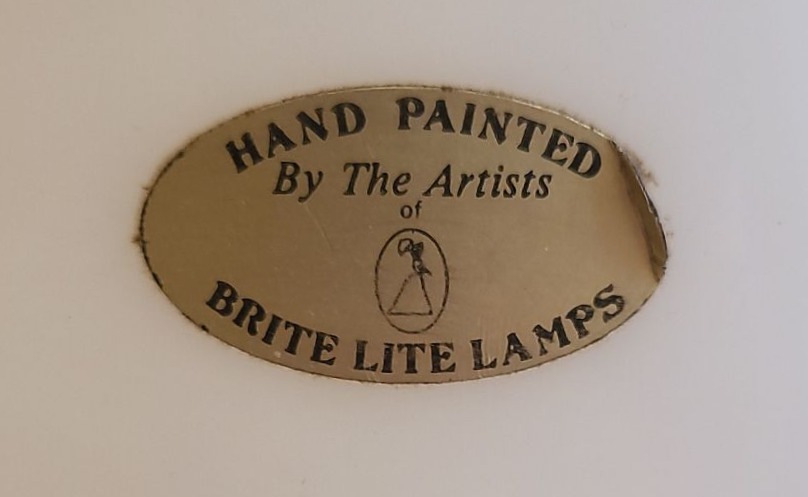 HAND PAINTED
By The Artists
of
BRITE LITE LAMPS